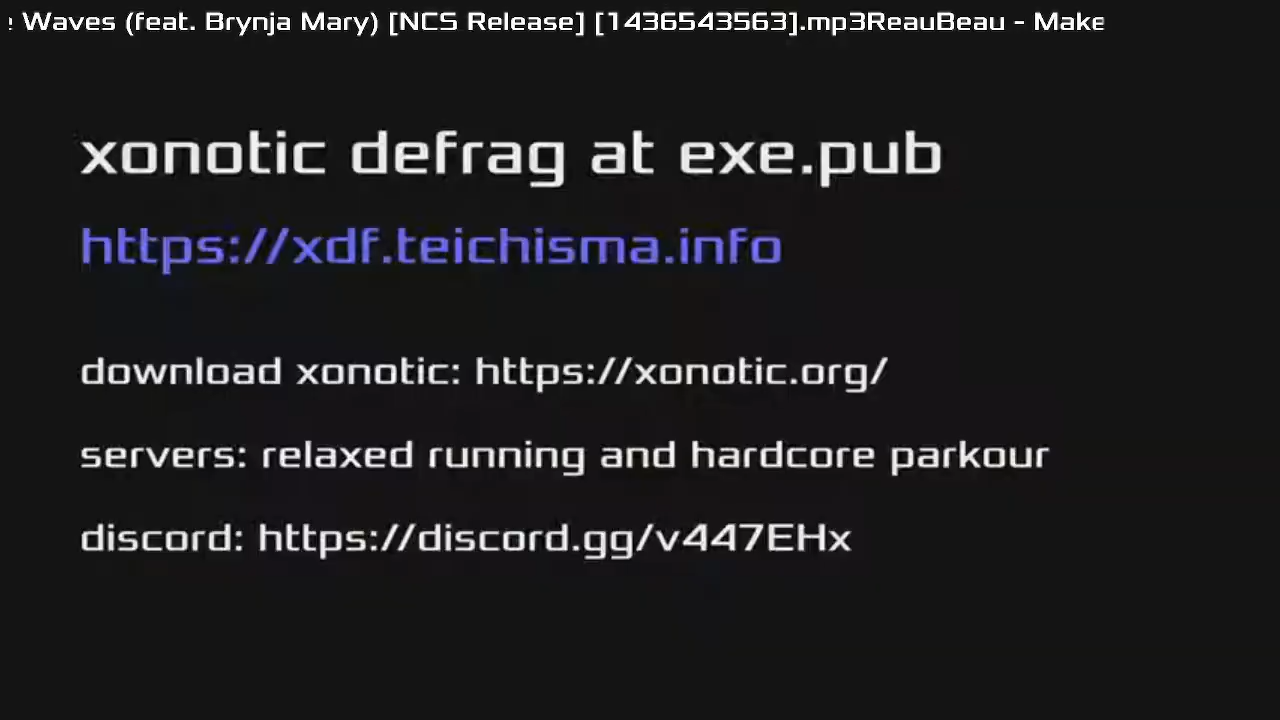 Waves (feat. Brynja Mary) [NCS Release] [1436543563].mp3ReauBeau - Make
xonotic defrag at exe.pub
https://xdf.teichisma.info
download xonotic: https://xonotic.org/
servers: relaxed running and hardcore parkour
discord: https://discord.gg/v447EHx